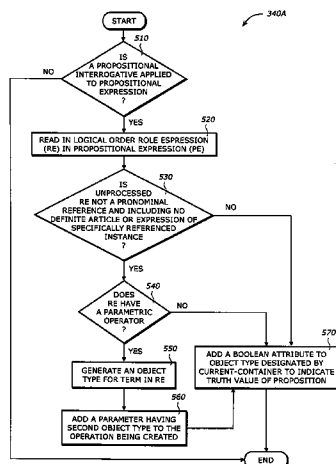 START
340A
510
IS
A PROPOSITIONAL
INTERROGATIVE APPLIED
TO PROPOSITIONAL
EXPRESSION
?
NO
YES
520
READ IN LOGICAL ORDER ROLE ESPRESSION
(RE) IN PROPOSITIONAL EXPRESSION (PE)
530
IS
UNPROCESSED
RE NOT A PRONOMINAL
REFERENCE AND INCLUDING NO
DEFINITE ARTICLE OR EXPRESSION OF
SPECIFICALLY REFERENCED
INSTANCE
?
NO
YES
540
DOES
RE HAVE
A PARAMETRIC
OPERATOR
?
NO
YES
550
GENERATE AN OBJECT
TYPE FOR TERM IN RE
560
ADD A PARAMETER HAVING
SECOND OBJECT TYPE TO THE
OPERATION BEING CREATED
570
ADD A BOOLEAN ATTRIBUTE TO
OBJECT TYPE DESIGNATED BY
CURRENT-CONTAINER TO INDICATE
TRUTH VALUE OF PROPOSITION
END